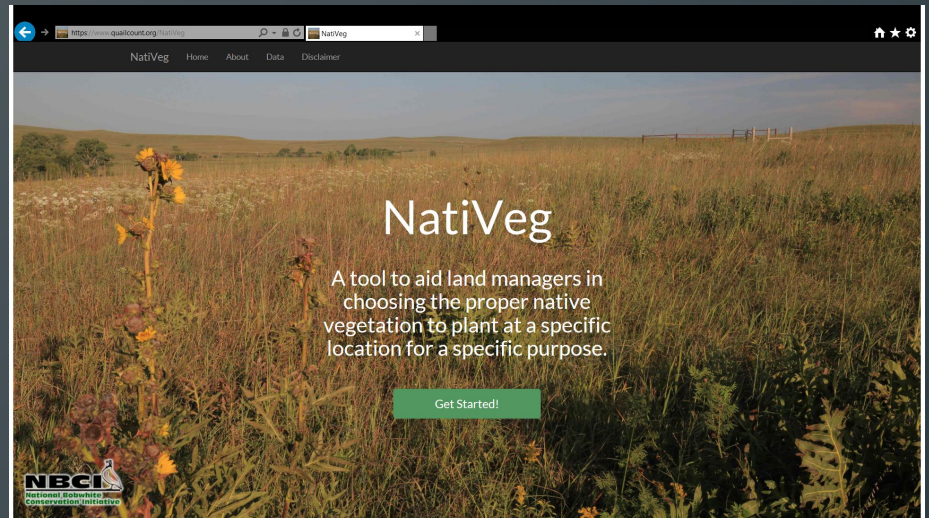 https://www.quailcount.org/NatiVeg
NatiVeg
NatiVeg Home About Data Disclaimer
NatiVeg
A tool to aid land managers in
choosing the proper native
vegetation to plant at a specific
location for a specific purpose.
Get Started!
NBCI
National Bobwhite
Conservation Initiative